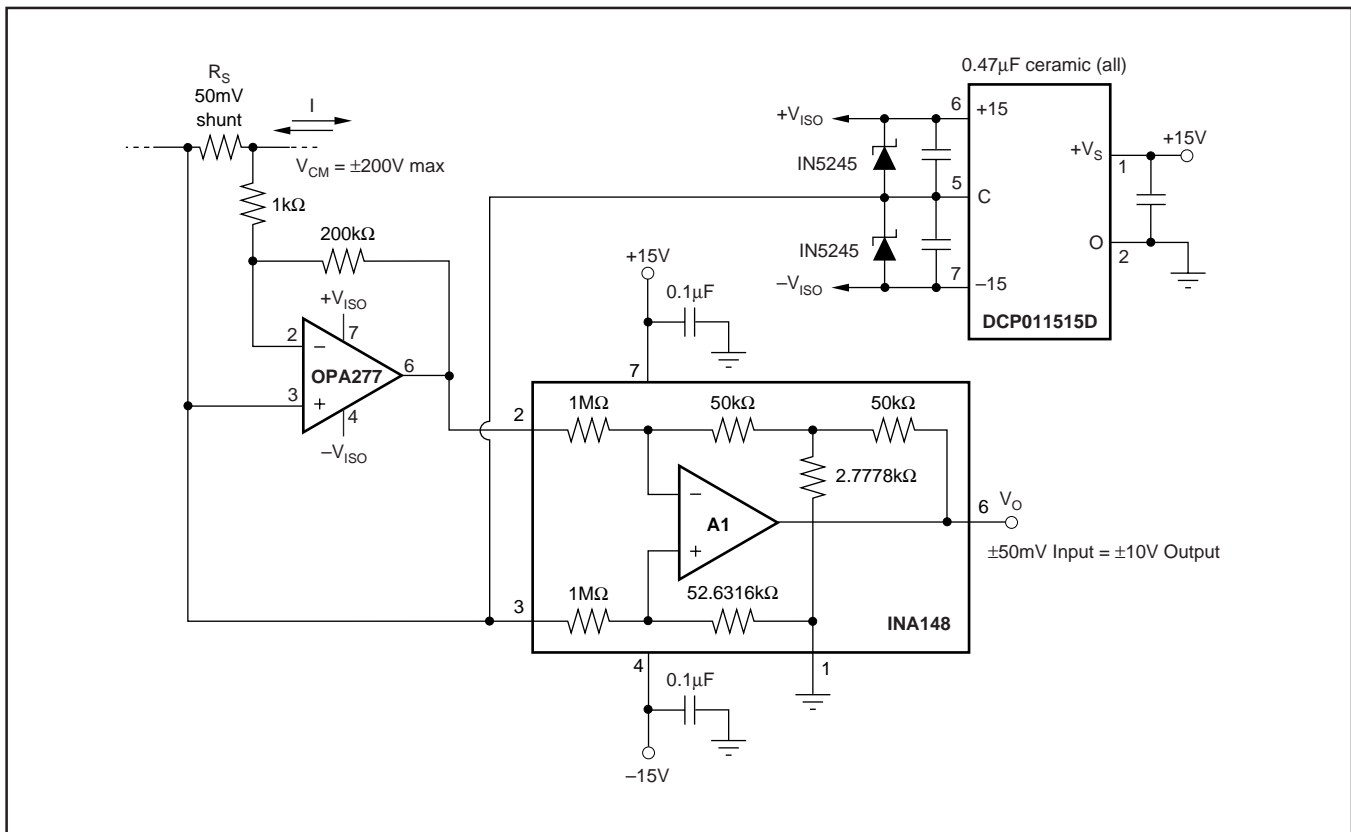 R_S
50mV
shunt
I
V_CM = ±200V max
1kΩ
200kΩ
+V_ISO
7
2
–
OPA277
6
3
+
4
–V_ISO
0.47µF ceramic (all)
+V_ISO
6
+15
IN5245
5
C
IN5245
–V_ISO
7
–15
+V_S
1
+15V
O
2
DCP011515D
+15V
0.1µF
7
2
1MΩ
50kΩ
50kΩ
2.7778kΩ
–
A1
+
6
V_O
±50mV Input = ±10V Output
3
1MΩ
52.6316kΩ
INA148
4
1
0.1µF
–15V